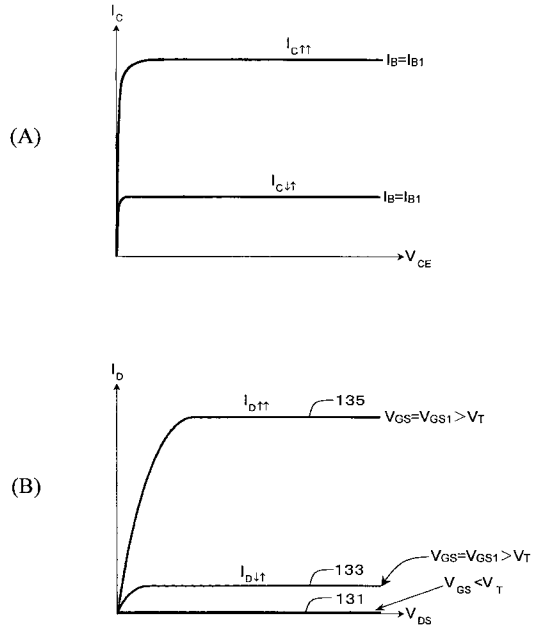 I_C
I_C↑↑
I_B=I_B1
(A)
I_C↓↑
I_B=I_B1
V_CE
I_D
I_D↑↑
135
V_GS=V_GS1>V_T
(B)
V_GS=V_GS1>V_T
I_D↓↑
133
V_GS<V_T
131
V_DS